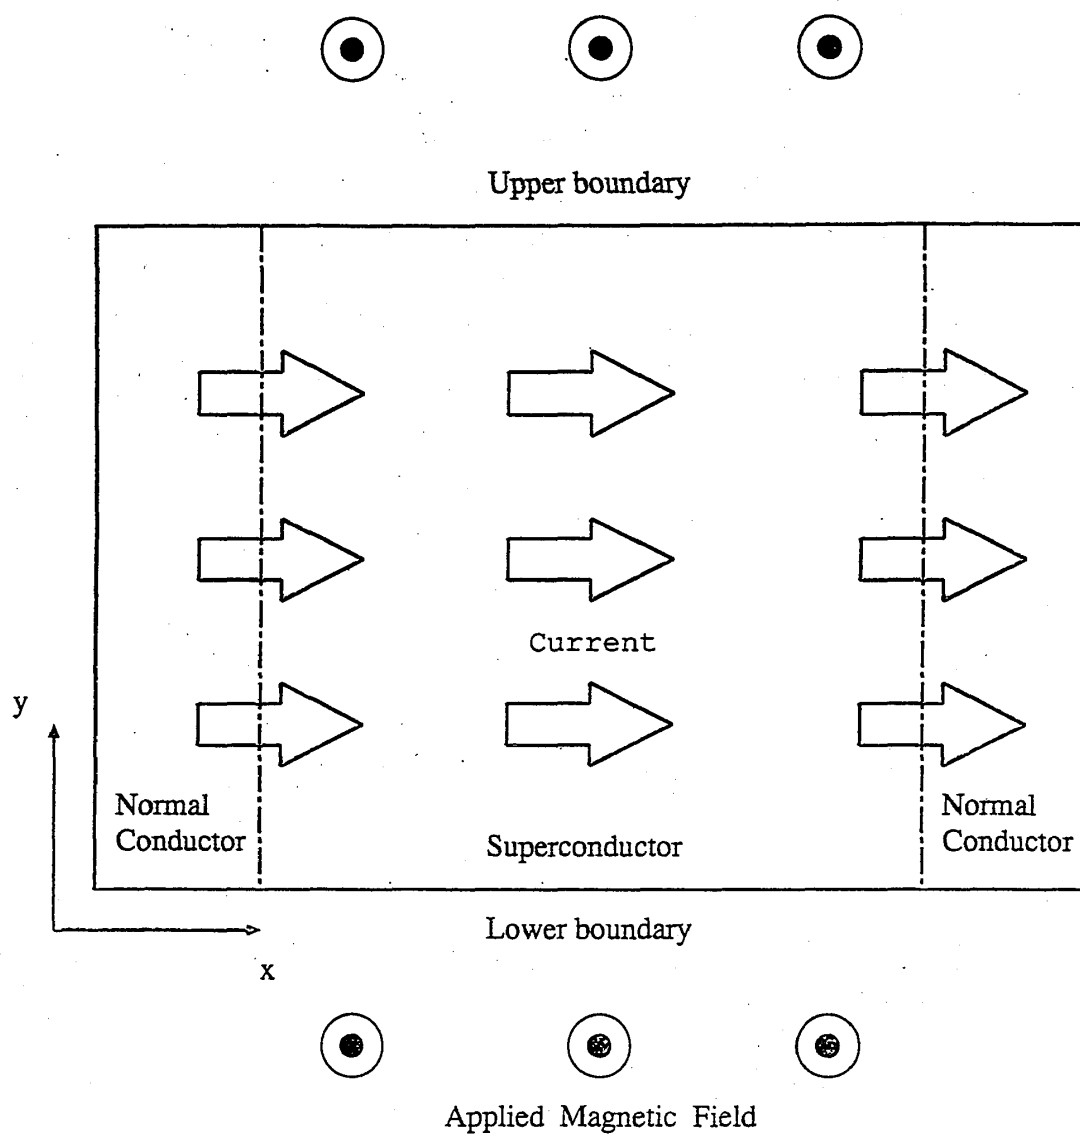 Upper boundary
Current
y
Normal
Conductor
Superconductor
Normal
Conductor
Lower boundary
x
Applied Magnetic Field